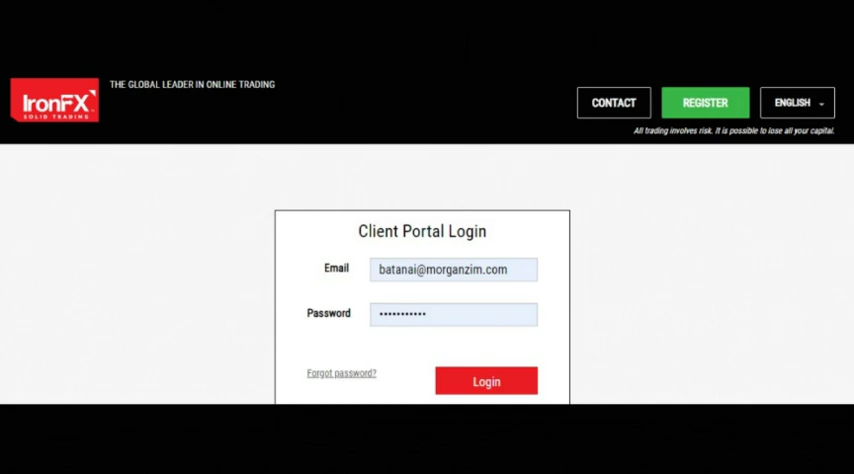 THE GLOBAL LEADER IN ONLINE TRADING
IronFX
SOLID TRADING
CONTACT
REGISTER
ENGLISH
All trading involves risk. It is possible to lose all your capital.
Client Portal Login
Email
batanai@morganzim.com
Password
•••••••••••
Forgot password?
Login